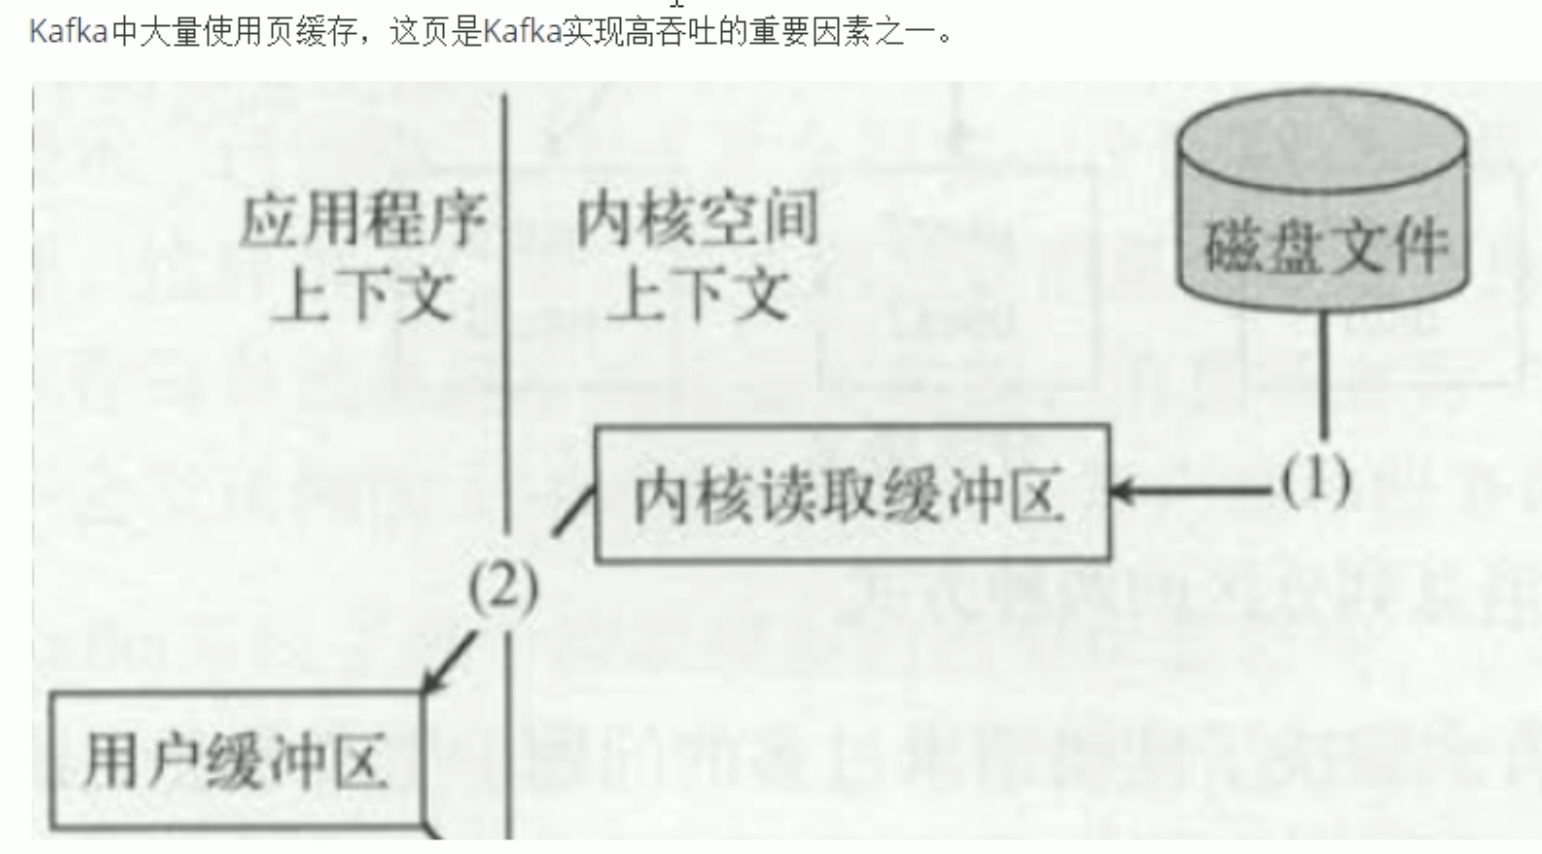 Kafka中大量使用页缓存，这页是Kafka实现高吞吐的重要因素之一。
应用程序
上下文
内核空间
上下文
磁盘文件
内核读取缓冲区
(1)
(2)
用户缓冲区